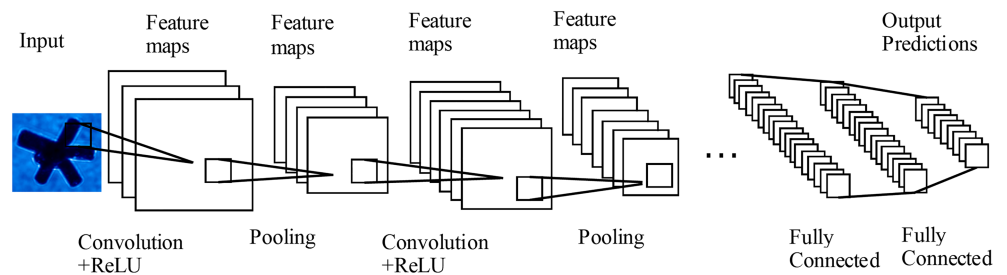 Input
Feature
maps
Feature
maps
Feature
maps
Feature
maps
Output
Predictions
...
Convolution
+ReLU
Pooling
Convolution
+ReLU
Pooling
Fully
Connected
Fully
Connected